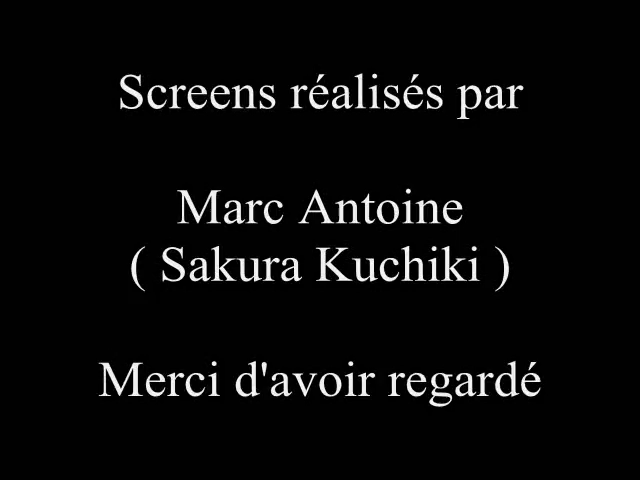 Screens réalisés par
Marc Antoine
( Sakura Kuchiki )
Merci d'avoir regardé